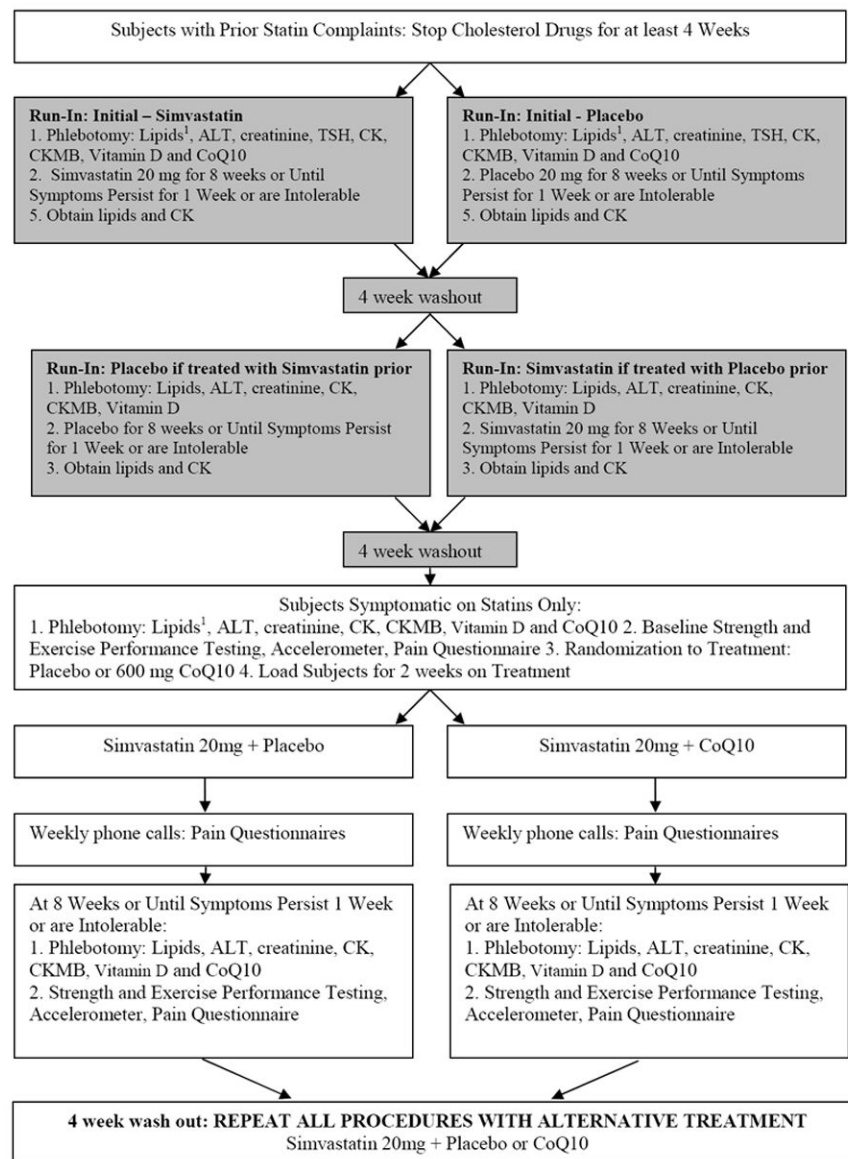 Subjects with Prior Statin Complaints: Stop Cholesterol Drugs for at least 4 Weeks
Run-In: Initial – Simvastatin
1. Phlebotomy: Lipids¹, ALT, creatinine, TSH, CK,
CKMB, Vitamin D and CoQ10
2. Simvastatin 20 mg for 8 weeks or Until
Symptoms Persist for 1 Week or are Intolerable
5. Obtain lipids and CK
Run-In: Initial - Placebo
1. Phlebotomy: Lipids¹, ALT, creatinine, TSH, CK,
CKMB, Vitamin D and CoQ10
2. Placebo 20 mg for 8 weeks or Until Symptoms
Persist for 1 Week or are Intolerable
5. Obtain lipids and CK
4 week washout
Run-In: Placebo if treated with Simvastatin prior
1. Phlebotomy: Lipids, ALT, creatinine, CK,
CKMB, Vitamin D
2. Placebo for 8 weeks or Until Symptoms Persist
for 1 Week or are Intolerable
3. Obtain lipids and CK
Run-In: Simvastatin if treated with Placebo prior
1. Phlebotomy: Lipids, ALT, creatinine, CK,
CKMB, Vitamin D
2. Simvastatin 20 mg for 8 Weeks or Until
Symptoms Persist for 1 Week or are Intolerable
3. Obtain lipids and CK
4 week washout
Subjects Symptomatic on Statins Only:
1. Phlebotomy: Lipids¹, ALT, creatinine, CK, CKMB, Vitamin D and CoQ10 2. Baseline Strength and
Exercise Performance Testing, Accelerometer, Pain Questionnaire 3. Randomization to Treatment:
Placebo or 600 mg CoQ10 4. Load Subjects for 2 weeks on Treatment
Simvastatin 20mg + Placebo
Simvastatin 20mg + CoQ10
Weekly phone calls: Pain Questionnaires
Weekly phone calls: Pain Questionnaires
At 8 Weeks or Until Symptoms Persist 1 Week
or are Intolerable:
1. Phlebotomy: Lipids, ALT, creatinine, CK,
CKMB, Vitamin D and CoQ10
2. Strength and Exercise Performance Testing,
Accelerometer, Pain Questionnaire
At 8 Weeks or Until Symptoms Persist 1 Week
or are Intolerable:
1. Phlebotomy: Lipids, ALT, creatinine, CK,
CKMB, Vitamin D and CoQ10
2. Strength and Exercise Performance Testing,
Accelerometer, Pain Questionnaire
4 week wash out: REPEAT ALL PROCEDURES WITH ALTERNATIVE TREATMENT
Simvastatin 20mg + Placebo or CoQ10